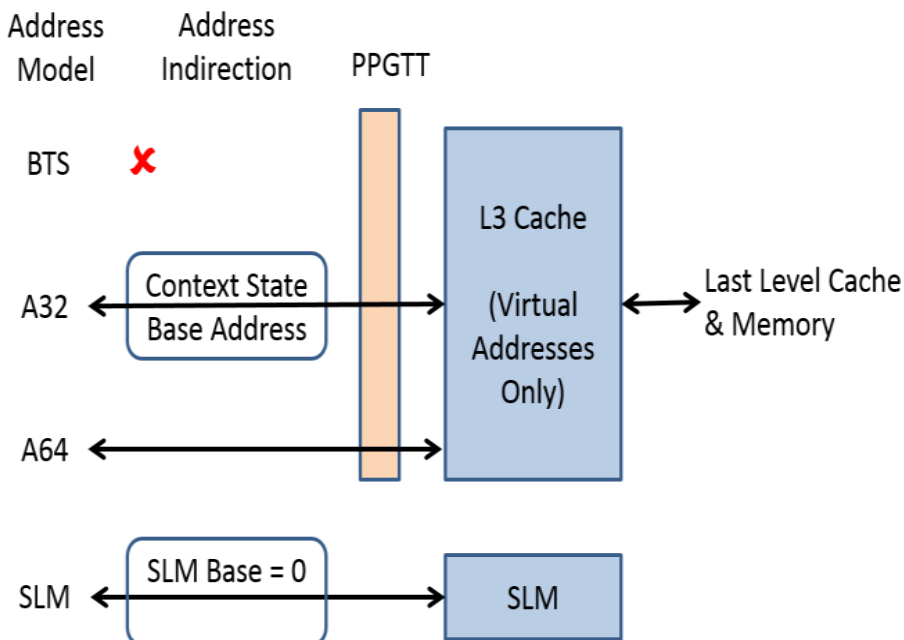 Address Model
Address Indirection
PPGTT
BTS
✘
A32
Context State
Base Address
L3 Cache
(Virtual
Addresses
Only)
Last Level Cache
& Memory
A64
SLM
SLM Base = 0
SLM